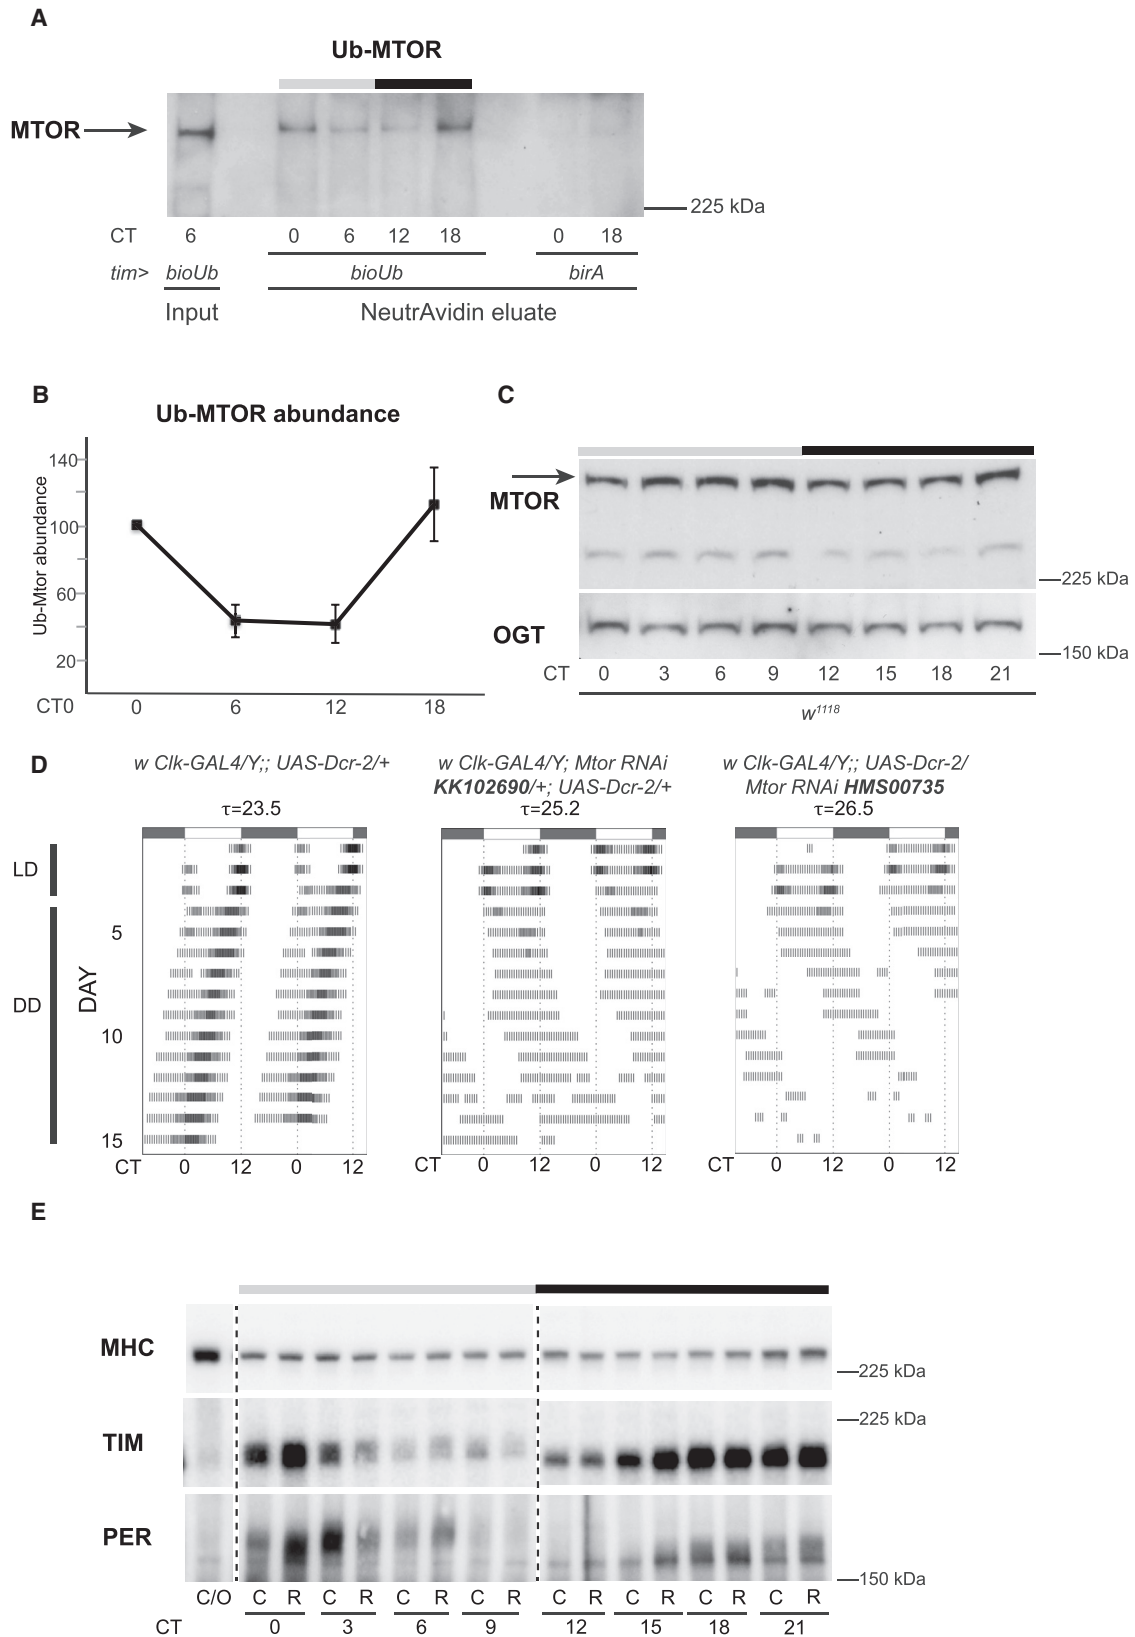 A
Ub-MTOR
MTOR
225 kDa
CT 6 0 6 12 18 0 18
tim> bioUb bioUb birA
Input NeutrAvidin eluate
B
Ub-MTOR abundance
Ub-Mtor abundance
140
100
60
20
CT0 0 6 12 18
C
MTOR
225 kDa
OGT
150 kDa
CT 0 3 6 9 12 15 18 21
w1118
D
w Clk-GAL4/Y;; UAS-Dcr-2/+
τ=23.5
w Clk-GAL4/Y; Mtor RNAi
KK102690/+; UAS-Dcr-2/+
τ=25.2
w Clk-GAL4/Y;; UAS-Dcr-2/
Mtor RNAi HMS00735
τ=26.5
LD
DD
DAY
5
10
15
CT 0 12 0 12
CT 0 12 0 12
CT 0 12 0 12
E
MHC
225 kDa
225 kDa
TIM
PER
150 kDa
C/O C R C R C R C R C R C R C R C R
CT 0 3 6 9 12 15 18 21